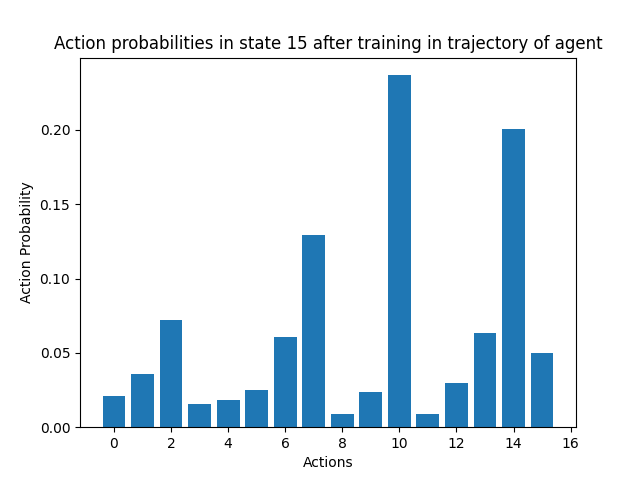 Action probabilities in state 15 after training in trajectory of agent
0.20
0.15
0.10
0.05
0.00
Action Probability
0 2 4 6 8 10 12 14 16
Actions